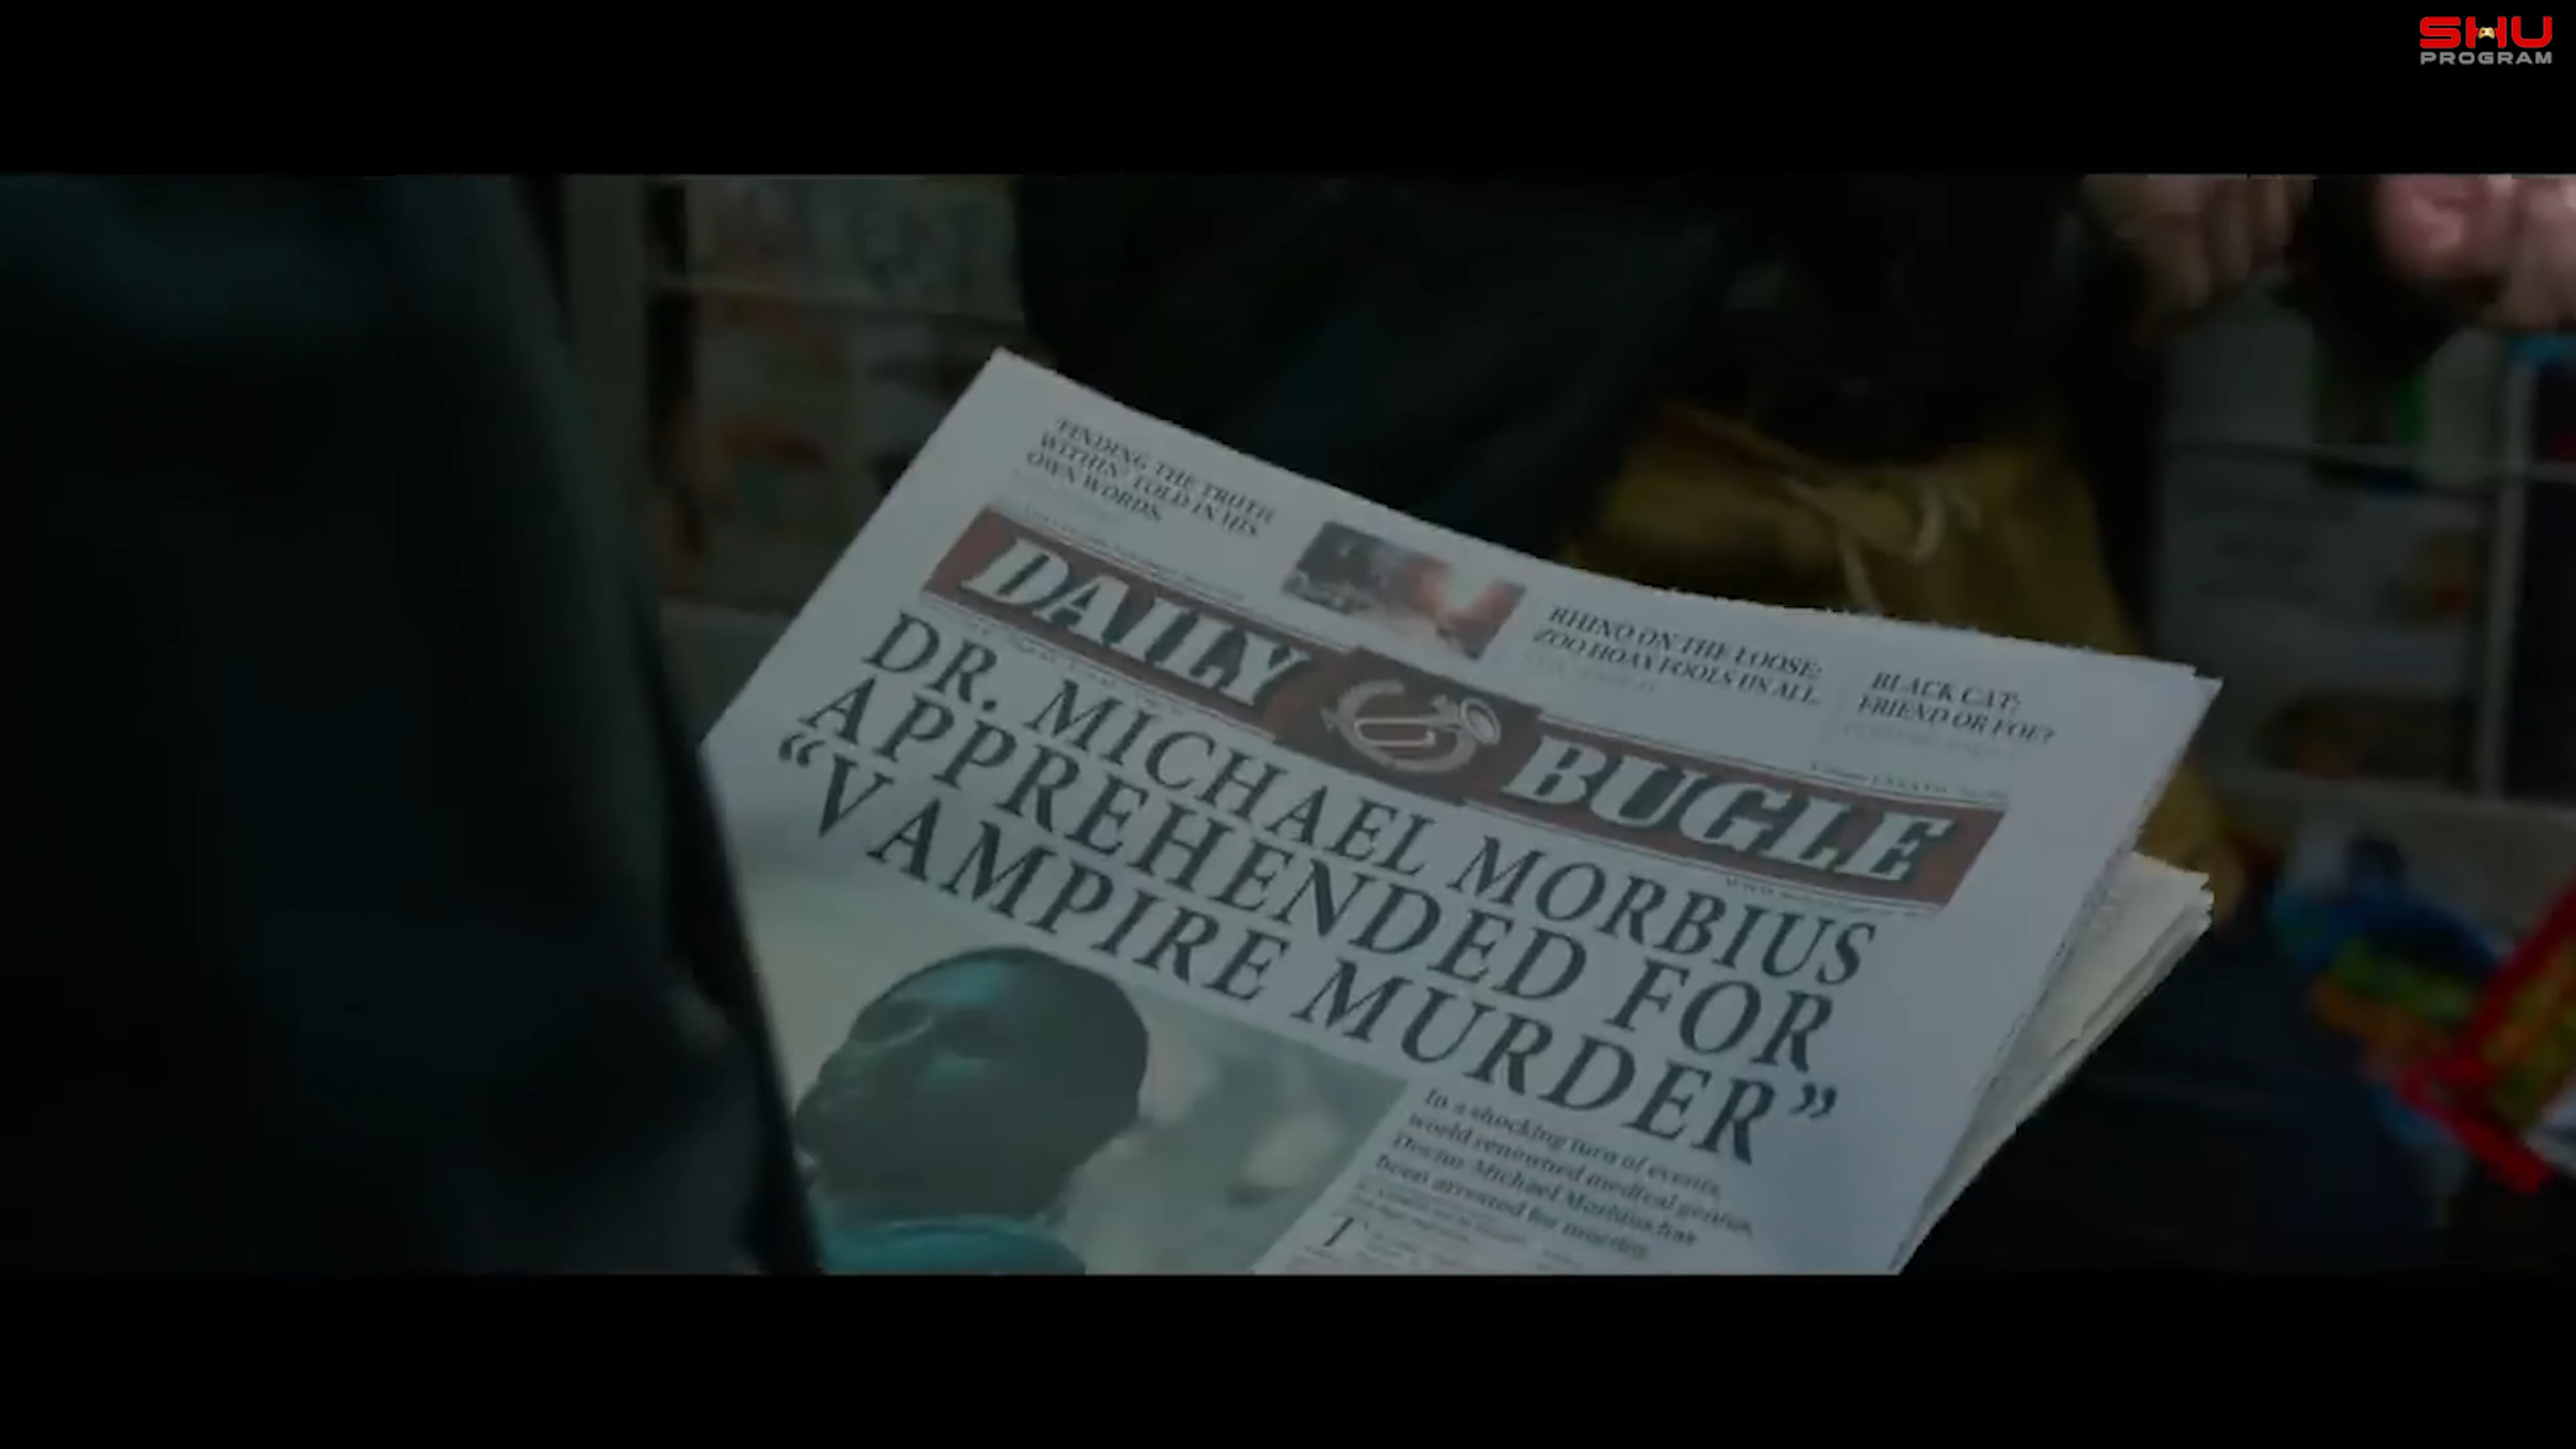 SHU
PROGRAM
"FINDING THE TRUTH
WITHIN", TOLD IN HIS
OWN WORDS.
RHINO ON THE LOOSE:
ZOO HOAX FOOLS US ALL
BLACK CAT:
FRIEND OR FOE?
DAILY BUGLE
DR. MICHAEL MORBIUS
APPREHENDED FOR
“VAMPIRE MURDER”
In a shocking turn of events,
world renowned medical genius,
Doctor Michael Morbius has
been arrested for murder.
T